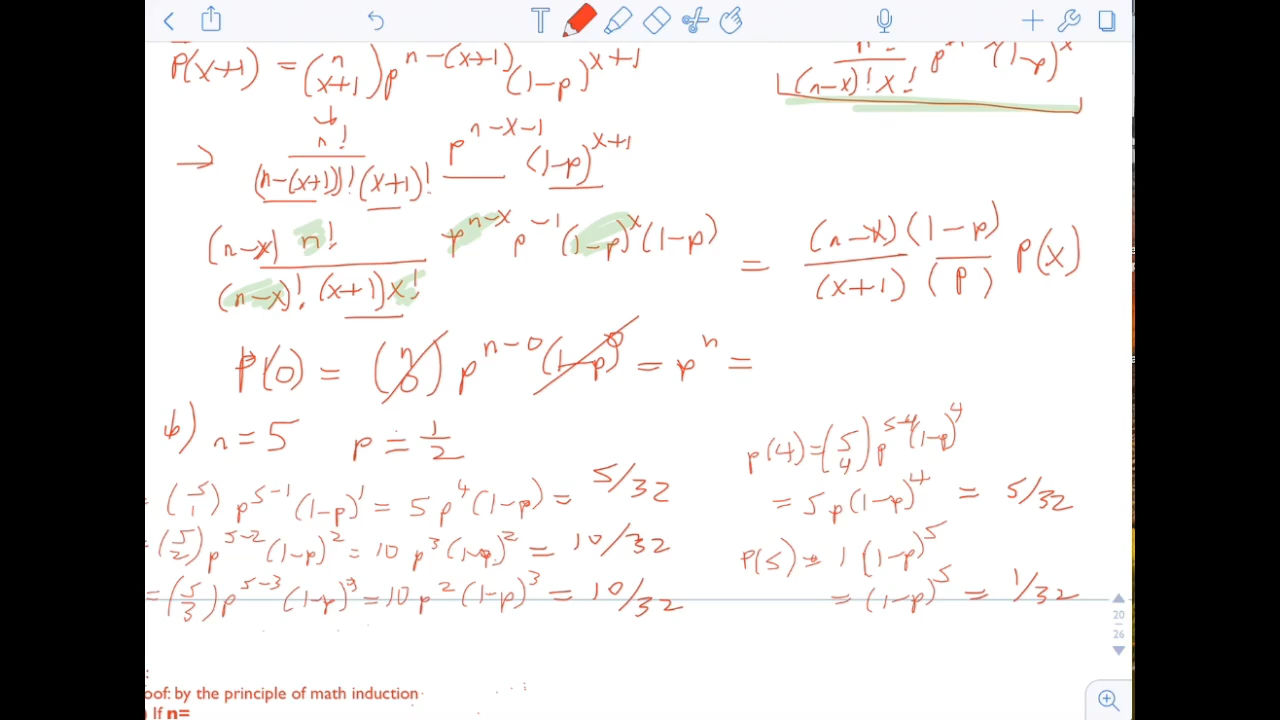 P(x+1) = (n x+1) p^{n-(x+1)} (1-p)^{x+1}
(n-x)! x! p (1-p)^x
→ n! / (n-(x+1))! (x+1)! p^{n-x-1} (1-p)^{x+1}
(n-x) n! / (n-x)! (x+1) x! p^{n-x} p^{-1} (1-p)^x (1-p) = (n-x)(1-p) / (x+1) (p) P(x)
P(0) = (n 0) p^{n-0} (1-p)^0 = p^n =
b) n = 5 p = 1/2
= (5 1) p^{5-1} (1-p)^1 = 5 p^4 (1-p) = 5/32
= (5 2) p^{5-2} (1-p)^2 = 10 p^3 (1-p)^2 = 10/32
= (5 3) p^{5-3} (1-p)^3 = 10 p^2 (1-p)^3 = 10/32
p(4) = (5 4) p^{5-4} (1-p)^4
= 5 p (1-p)^4 = 5/32
P(5) = 1 (1-p)^5
= (1-p)^5 = 1/32
20
26
oof: by the principle of math induction
) If n=